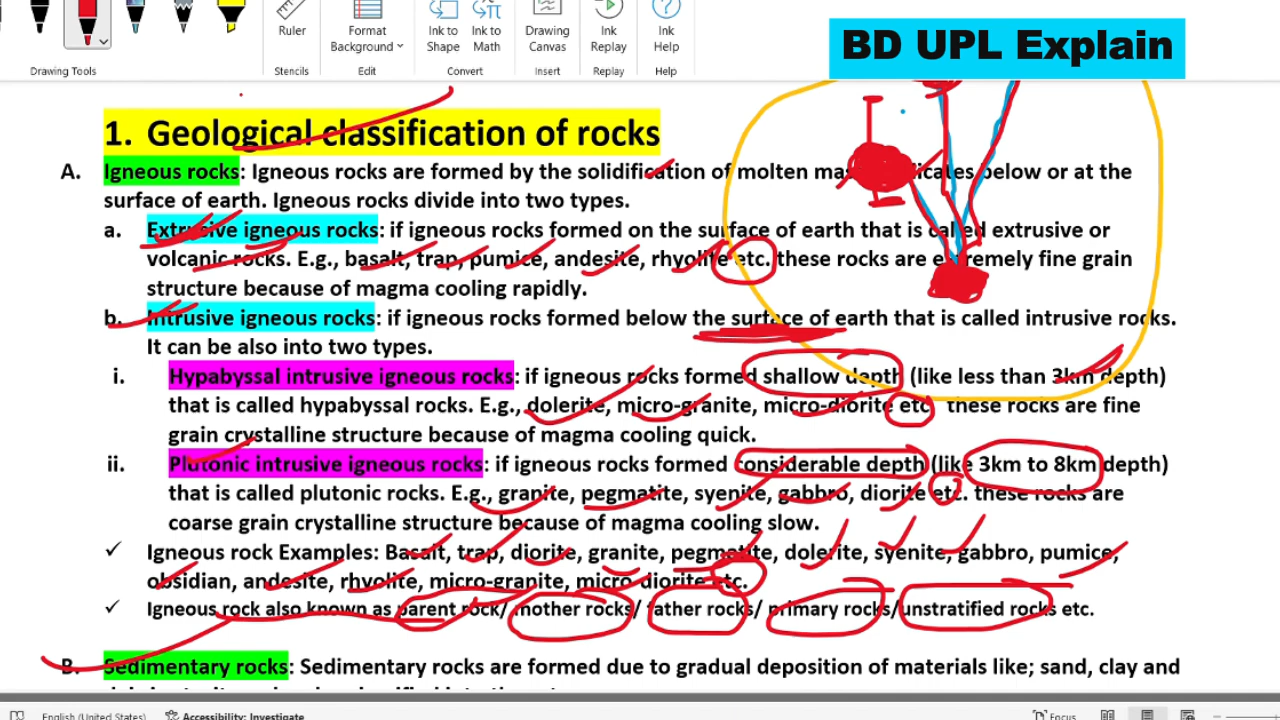 Ruler
Format Background
Ink to Shape
Ink to Math
Drawing Canvas
Ink Replay
Ink Help
Drawing Tools
Stencils
Edit
Convert
Insert
Replay
Help
BD UPL Explain
1. Geological classification of rocks
A. Igneous rocks: Igneous rocks are formed by the solidification of molten below or at the
surface of earth. Igneous rocks divide into two types.
a. Extrusive igneous rocks: if igneous rocks formed on the surface of earth that is called extrusive or
volcanic rocks. E.g., basalt, trap, pumice, andesite, rhyolite etc. these rocks are extremely fine grain
structure because of magma cooling rapidly.
b. Intrusive igneous rocks: if igneous rocks formed below the surface of earth that is called intrusive rocks.
It can be also into two types.
i. Hypabyssal intrusive igneous rocks: if igneous rocks formed shallow depth (like less than 3km depth)
that is called hypabyssal rocks. E.g., dolerite, micro-granite, micro-diorite etc these rocks are fine
grain crystalline structure because of magma cooling quick.
ii. Plutonic intrusive igneous rocks: if igneous rocks formed considerable depth (like 3km to 8km depth)
that is called plutonic rocks. E.g., granite, pegmatite, syenite, gabbro, diorite etc. these rocks are
coarse grain crystalline structure because of magma cooling slow.
✓ Igneous rock Examples: Basalt, trap, diorite, granite, pegmatite, dolerite, syenite, gabbro, pumice,
obsidian, andesite, rhyolite, micro-granite, micro diorite etc.
✓ Igneous rock also known as parent rock/ mother rocks/ father rocks/ primary rocks/unstratified rocks etc.
B. Sedimentary rocks: Sedimentary rocks are formed due to gradual deposition of materials like; sand, clay and
English (United States)
Accessibility: Investigate
Focus